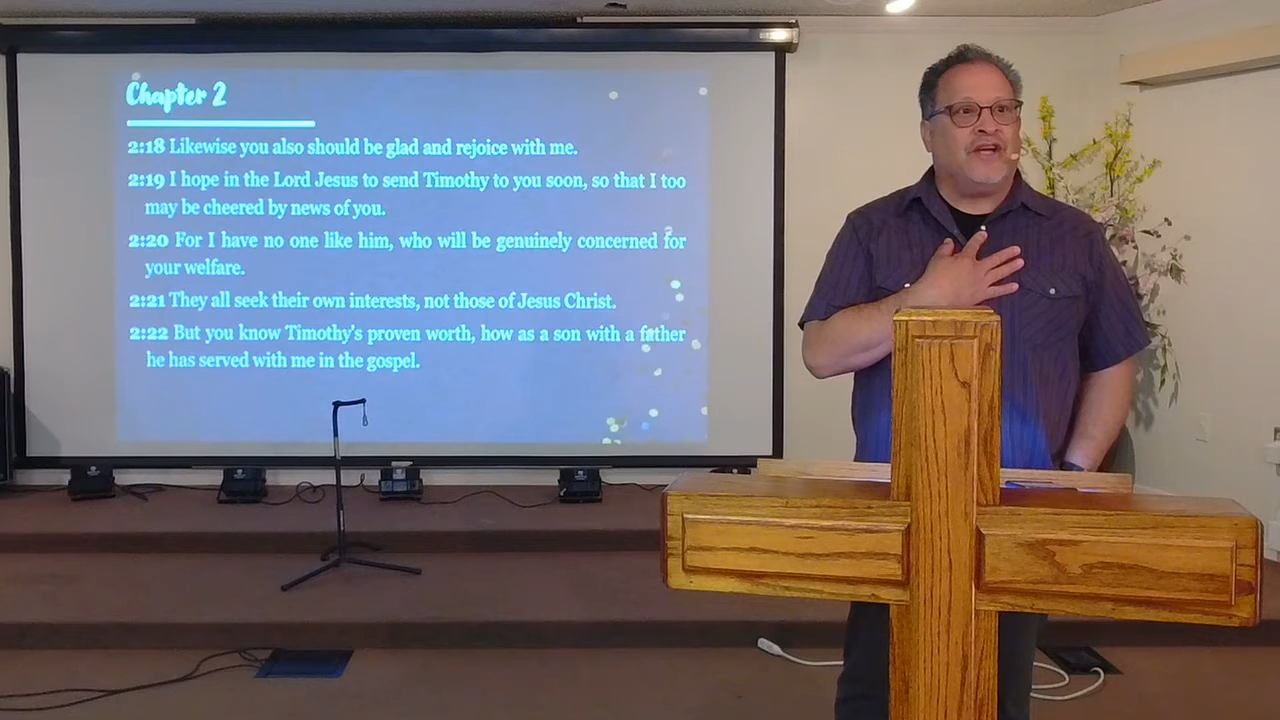 Chapter 2
2:18 Likewise you also should be glad and rejoice with me.
2:19 I hope in the Lord Jesus to send Timothy to you soon, so that I too
may be cheered by news of you.
2:20 For I have no one like him, who will be genuinely concerned for
your welfare.
2:21 They all seek their own interests, not those of Jesus Christ.
2:22 But you know Timothy's proven worth, how as a son with a father
he has served with me in the gospel.